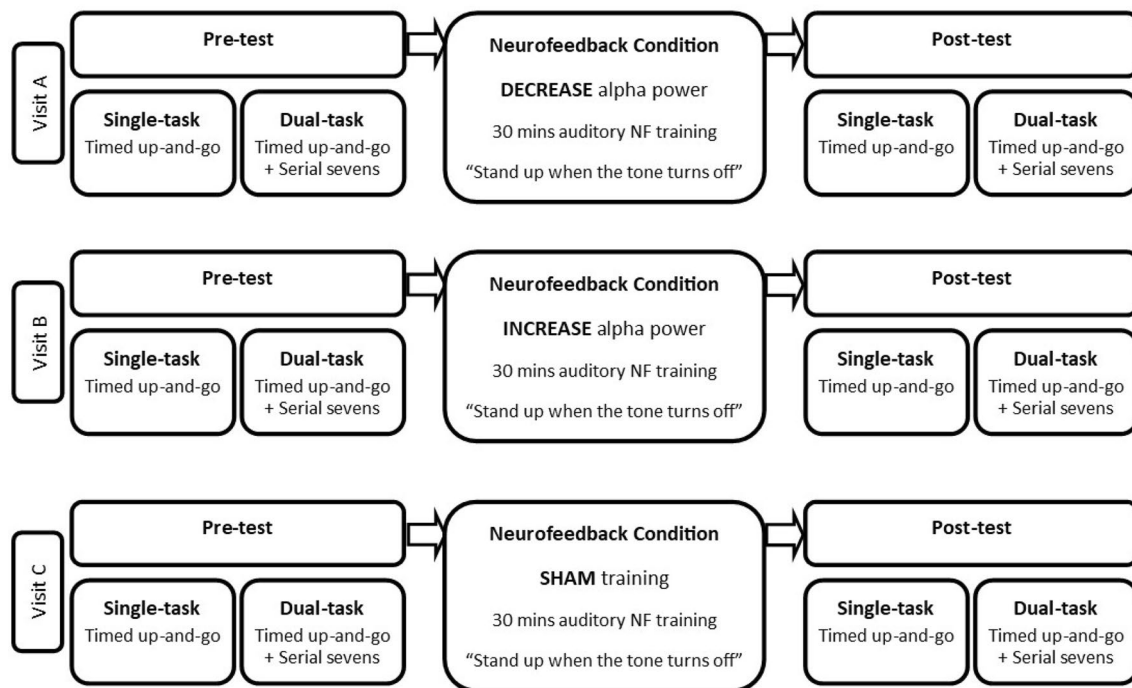 Visit A
Pre-test
Single-task
Timed up-and-go
Dual-task
Timed up-and-go
+ Serial sevens
Neurofeedback Condition
DECREASE alpha power
30 mins auditory NF training
“Stand up when the tone turns off”
Post-test
Single-task
Timed up-and-go
Dual-task
Timed up-and-go
+ Serial sevens
Visit B
Pre-test
Single-task
Timed up-and-go
Dual-task
Timed up-and-go
+ Serial sevens
Neurofeedback Condition
INCREASE alpha power
30 mins auditory NF training
“Stand up when the tone turns off”
Post-test
Single-task
Timed up-and-go
Dual-task
Timed up-and-go
+ Serial sevens
Visit C
Pre-test
Single-task
Timed up-and-go
Dual-task
Timed up-and-go
+ Serial sevens
Neurofeedback Condition
SHAM training
30 mins auditory NF training
“Stand up when the tone turns off”
Post-test
Single-task
Timed up-and-go
Dual-task
Timed up-and-go
+ Serial sevens